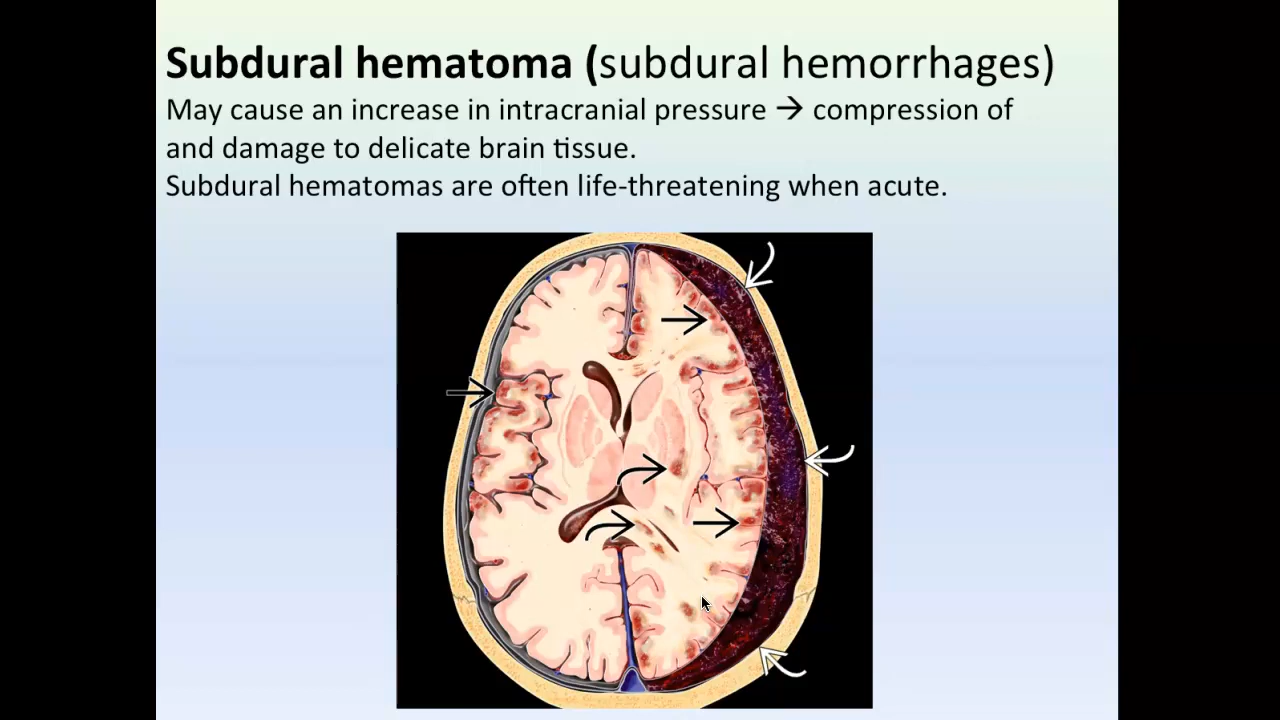 Subdural hematoma (subdural hemorrhages)
May cause an increase in intracranial pressure → compression of
and damage to delicate brain tissue.
Subdural hematomas are often life-threatening when acute.